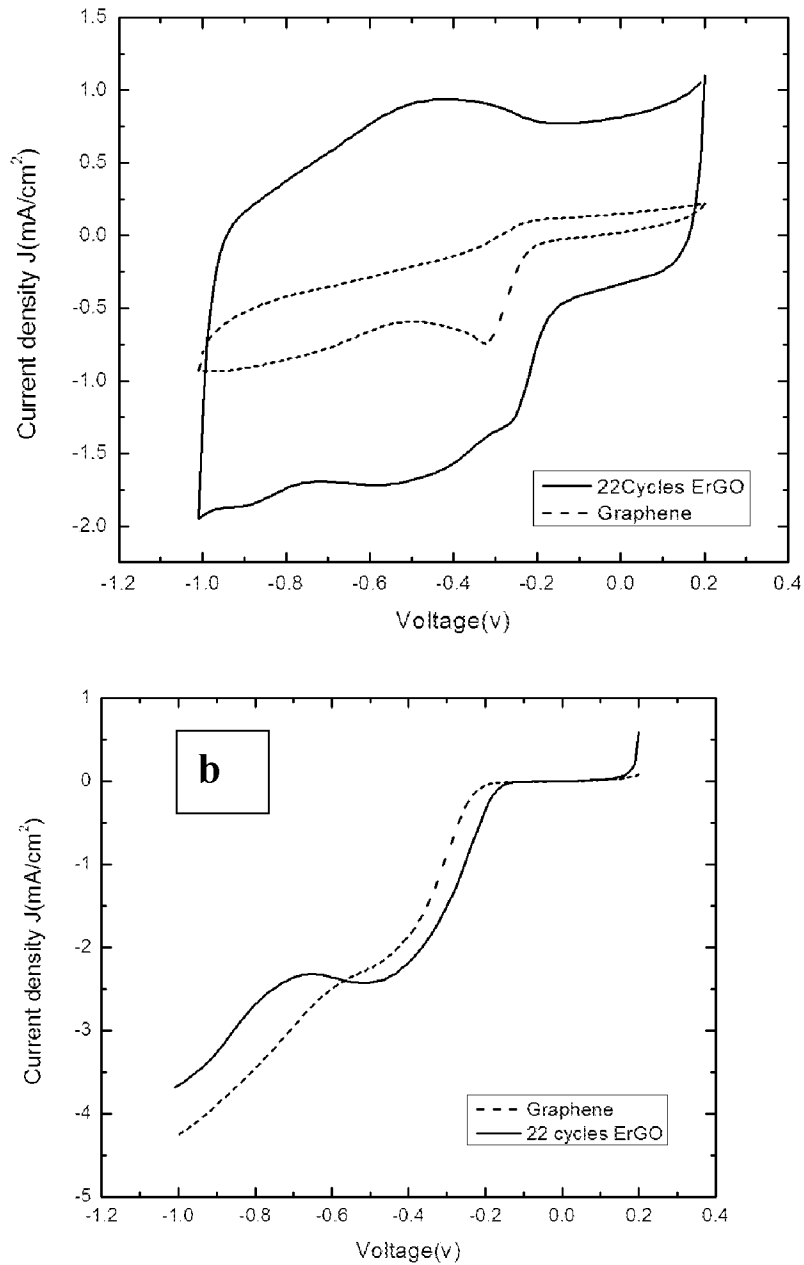 1.5
1.0
0.5
0.0
-0.5
-1.0
-1.5
-2.0
Current density J(mA/cm²)
22Cycles ErGO
Graphene
-1.2 -1.0 -0.8 -0.6 -0.4 -0.2 0.0 0.2 0.4
Voltage(v)
1
0
-1
-2
-3
-4
-5
Current density J(mA/cm²)
b
Graphene
22 cycles ErGO
-1.2 -1.0 -0.8 -0.6 -0.4 -0.2 0.0 0.2 0.4
Voltage(v)